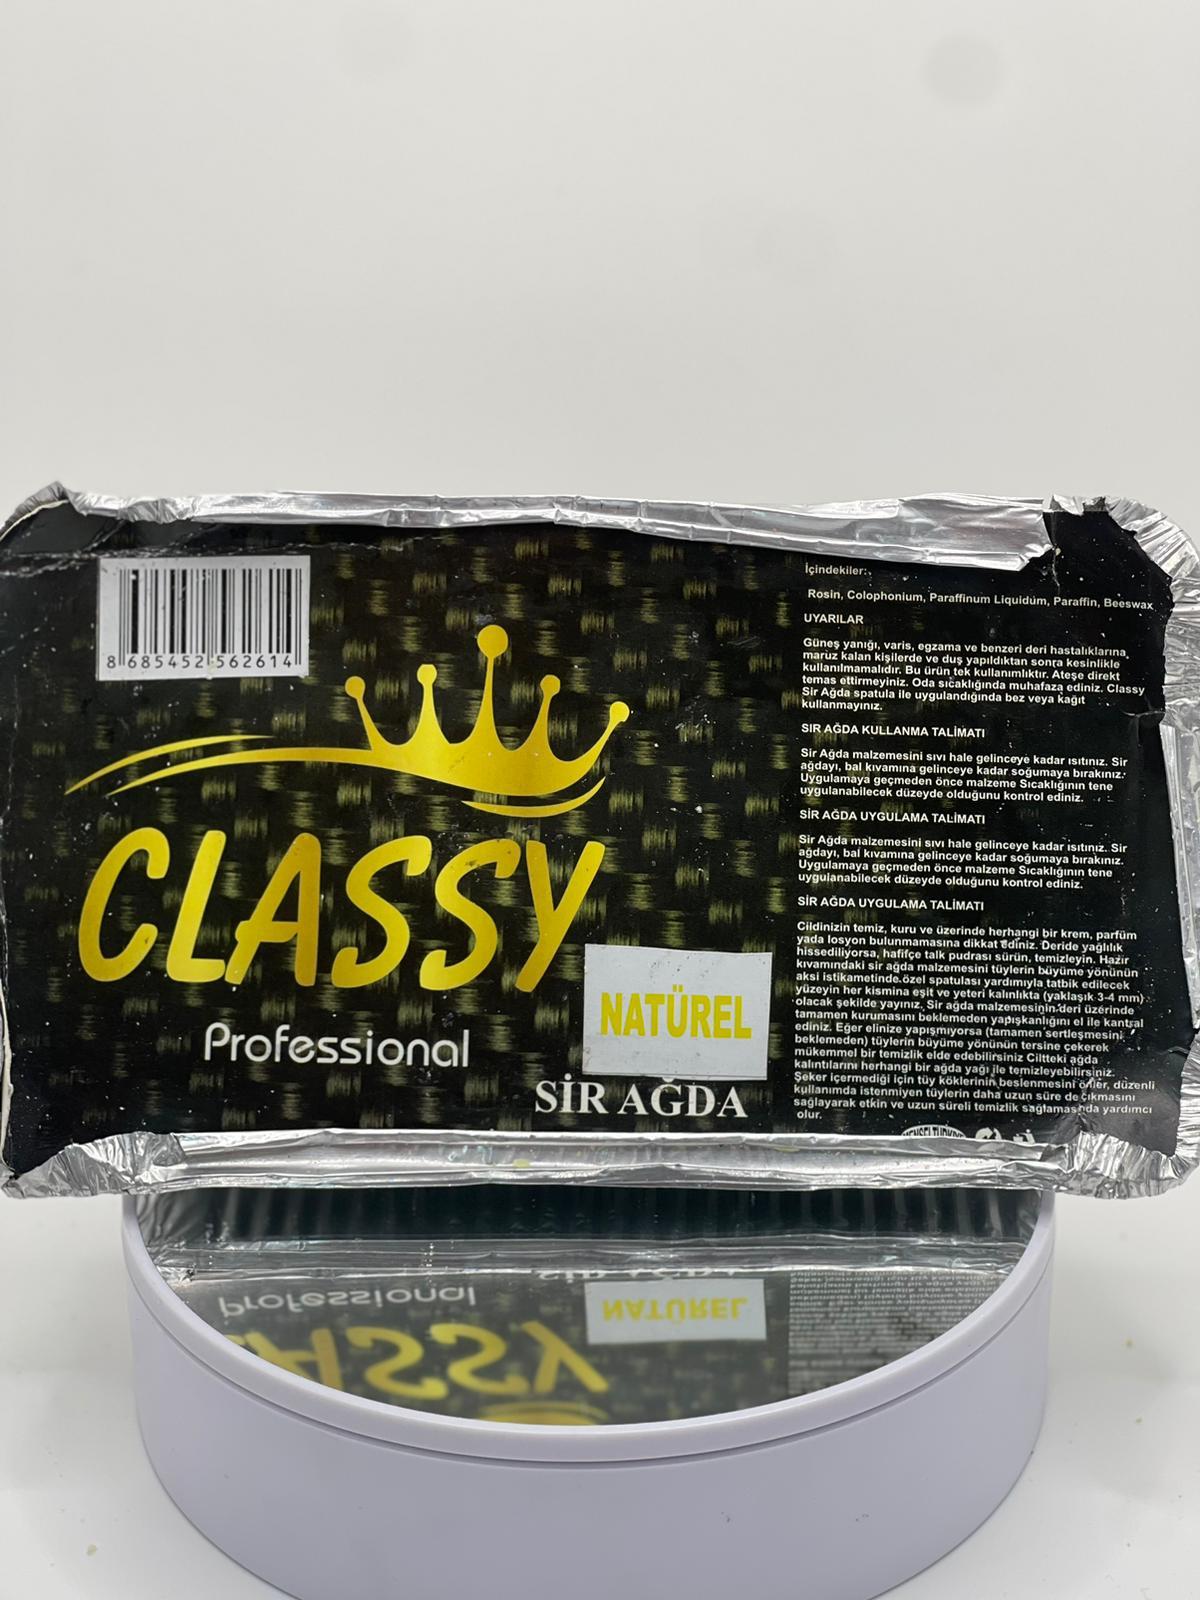 8 685452 562614
CLASSY
Professional
NATÜREL
SİR AĞDA
İçindekiler:
Rosin, Colophonium, Paraffinum Liquidum, Paraffin, Beeswax
UYARILAR
Güneş yanığı, varis, egzama ve benzeri deri hastalıklarına,
maruz kalan kişilerde ve duş yapıldıktan sonra kesinlikle
kullanılmamalıdır. Bu ürün tek kullanımlıktır. Ateşe direkt
temas ettirmeyiniz. Oda sıcaklığında muhafaza ediniz. Classy
Sir Ağda spatula ile uygulandığında bez veya kağıt
kullanmayınız.
SIR AĞDA KULLANMA TALİMATI
Sir Ağda malzemesini sıvı hale gelinceye kadar ısıtınız. Sir
ağdayı, bal kıvamına gelinceye kadar soğumaya bırakınız.
Uygulamaya geçmeden önce malzeme Sıcaklığının tene
uygulanabilecek düzeyde olduğunu kontrol ediniz.
SİR AĞDA UYGULAMA TALİMATI
Sir Ağda malzemesini sıvı hale gelinceye kadar ısıtınız. Sir
ağdayı, bal kıvamına gelinceye kadar soğumaya bırakınız.
Uygulamaya geçmeden önce malzeme Sıcaklığının tene
uygulanabilecek düzeyde olduğunu kontrol ediniz.
SİR AĞDA UYGULAMA TALİMATI
Cildinizin temiz, kuru ve üzerinde herhangi bir krem, parfüm
yada losyon bulunmamasına dikkat ediniz. Deride yağlılık
hissediliyorsa, hafifçe talk pudrası sürün, temizleyin. Hazır
kıvamındaki sir ağda malzemesini tüylerin büyüme yönünün
aksi istikametinde.özel spatulası yardımıyla tatbik edilecek
yüzeyin her kısmina eşit ve yeteri kalınlıkta (yaklaşık 3-4 mm)
olacak şekilde yayınız. Sir ağda malzemesinin deri üzerinde
tamamen kurumasını beklemeden yapışkanlığını el ile kantral
ediniz. Eğer elinize yapışmıyorsa (tamamen sertleşmesini
beklemeden) tüylerin büyüme yönünün tersine çekerek
mükemmel bir temizlik elde edebilirsiniz Ciltteki ağda
kalıntılarını herhangi bir ağda yağı ile temizleyebilirsiniz.
Şeker içermediği için tüy köklerinin beslenmesini önler, düzenli
kullanımda istenmiyen tüylerin daha uzun süre de çıkmasını
sağlayarak etkin ve uzun süreli temizlik sağlamasında yardımcı
olur.